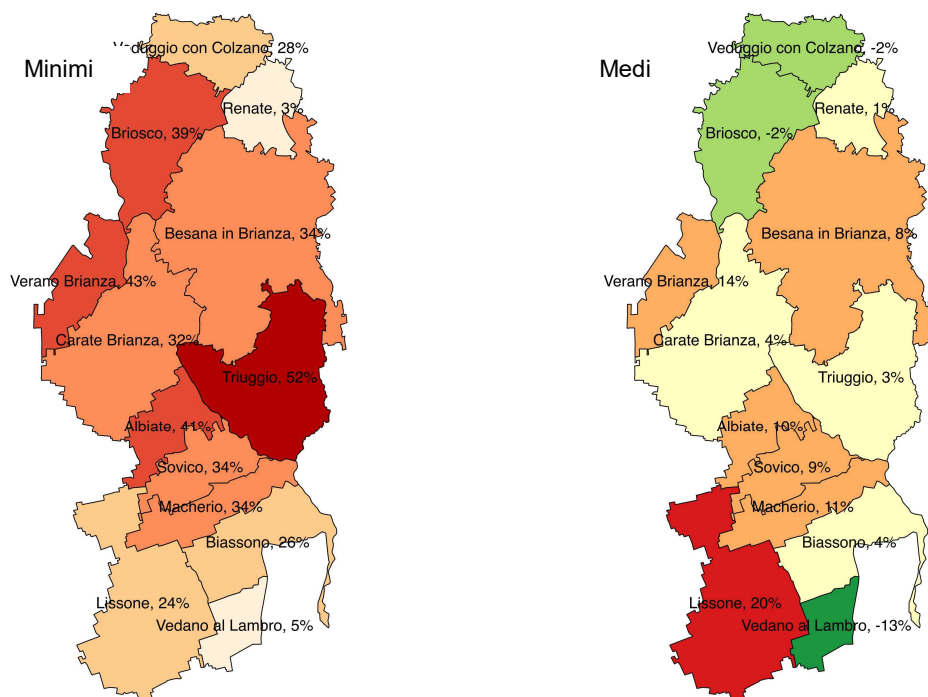 Minimi
Veduggio con Colzano, 28%
Renate, 3%
Briosco, 39%
Besana in Brianza, 34%
Verano Brianza, 43%
Carate Brianza, 32%
Triuggio, 52%
Albiate, 41%
Sovico, 34%
Macherio, 34%
Biassono, 26%
Lissone, 24%
Vedano al Lambro, 5%
Medi
Veduggio con Colzano, -2%
Renate, 1%
Briosco, -2%
Besana in Brianza, 8%
Verano Brianza, 14%
Carate Brianza, 4%
Triuggio, 3%
Albiate, 10%
Sovico, 9%
Macherio, 11%
Biassono, 4%
Lissone, 20%
Vedano al Lambro, -13%